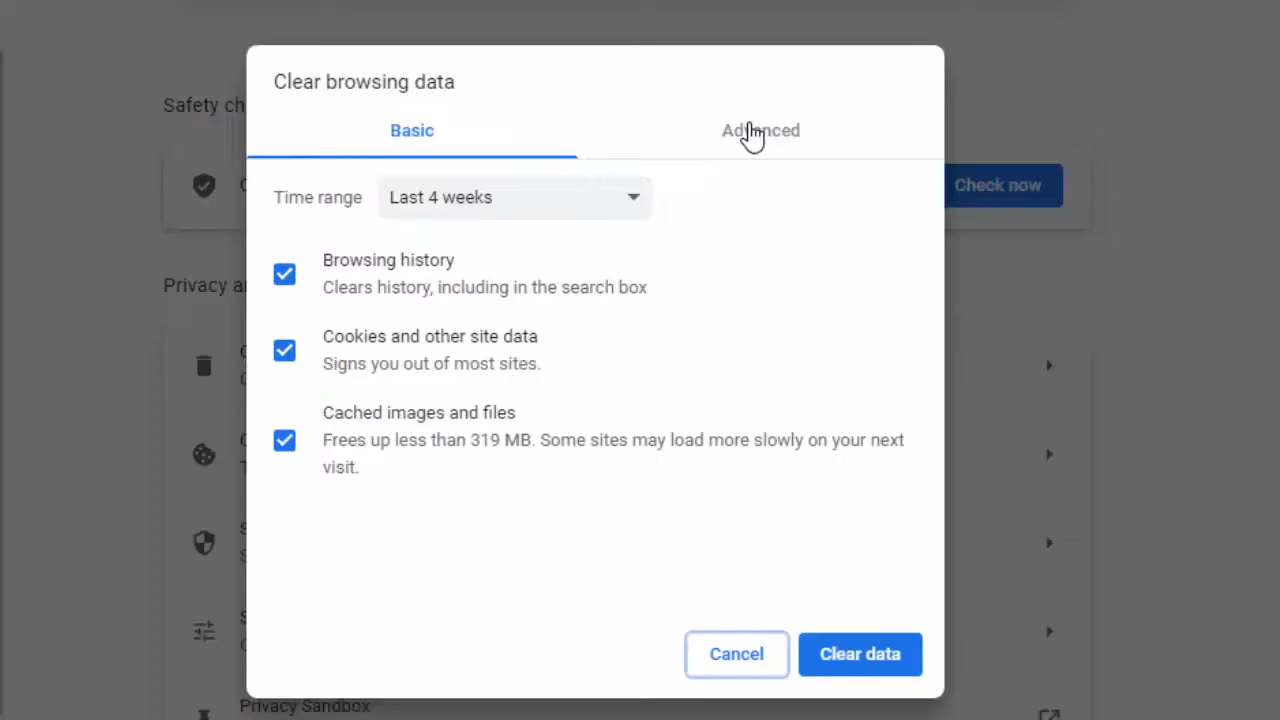 Clear browsing data
Safety ch
Basic
Advanced
Check now
Time range
Last 4 weeks
Browsing history
Clears history, including in the search box
Privacy a
Cookies and other site data
Signs you out of most sites.
Cached images and files
Frees up less than 319 MB. Some sites may load more slowly on your next
visit.
Cancel
Clear data
Privacy Sandbox